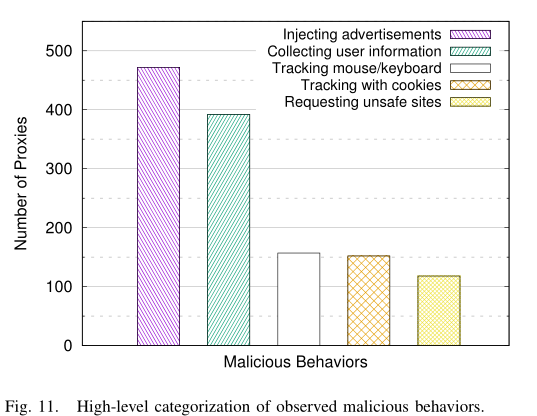 Injecting advertisements
Collecting user information
Tracking mouse/keyboard
Tracking with cookies
Requesting unsafe sites
500
400
300
200
100
0
Number of Proxies
Malicious Behaviors
Fig. 11. High-level categorization of observed malicious behaviors.